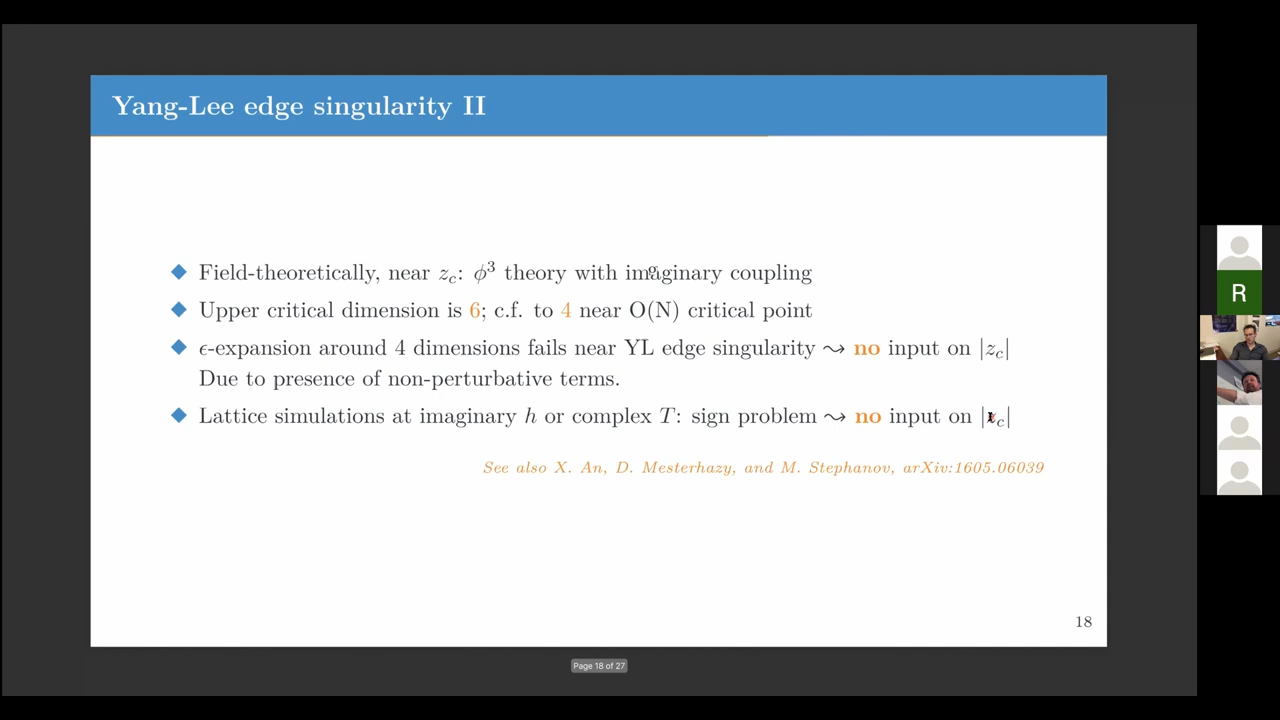 Yang-Lee edge singularity II
◆ Field-theoretically, near z_c: ϕ³ theory with imaginary coupling
◆ Upper critical dimension is 6; c.f. to 4 near O(N) critical point
◆ ϵ-expansion around 4 dimensions fails near YL edge singularity ⇝ no input on |z_c|
Due to presence of non-perturbative terms.
◆ Lattice simulations at imaginary h or complex T: sign problem ⇝ no input on |z_c|
See also X. An, D. Mesterhazy, and M. Stephanov, arXiv:1605.06039
18
Page 18 of 27
R